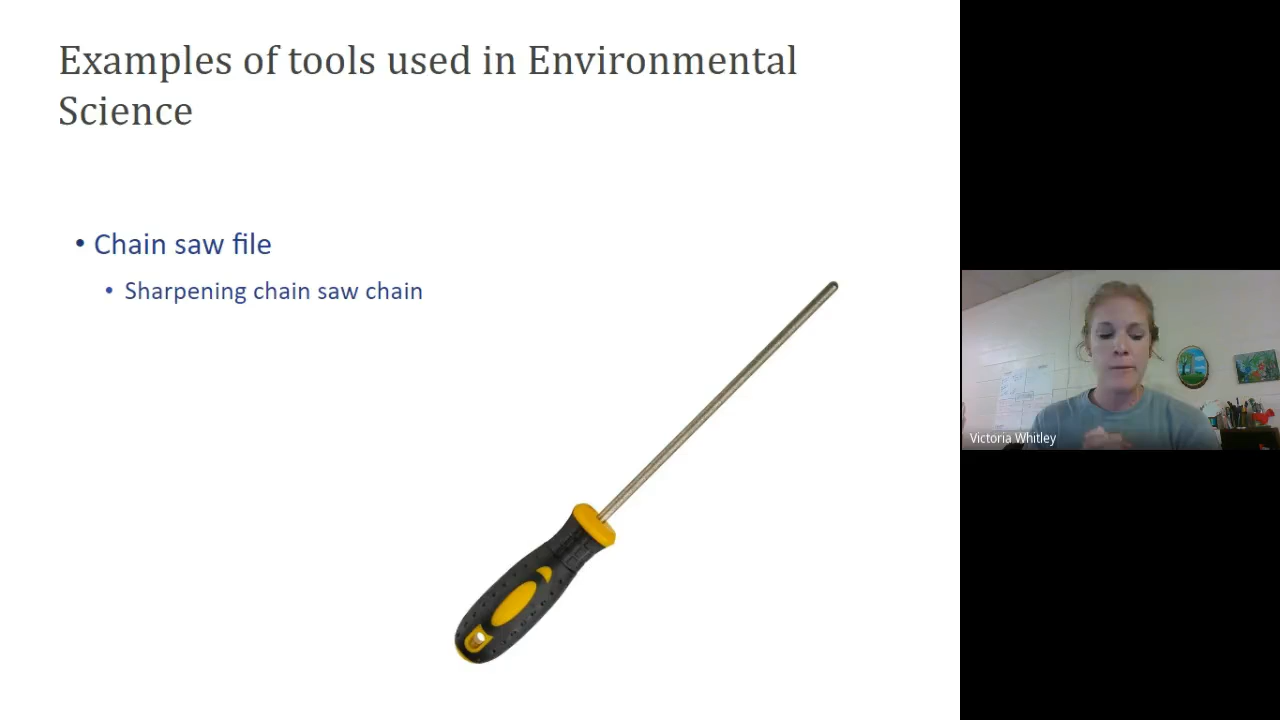 Examples of tools used in Environmental
Science
• Chain saw file
• Sharpening chain saw chain
Victoria Whitley